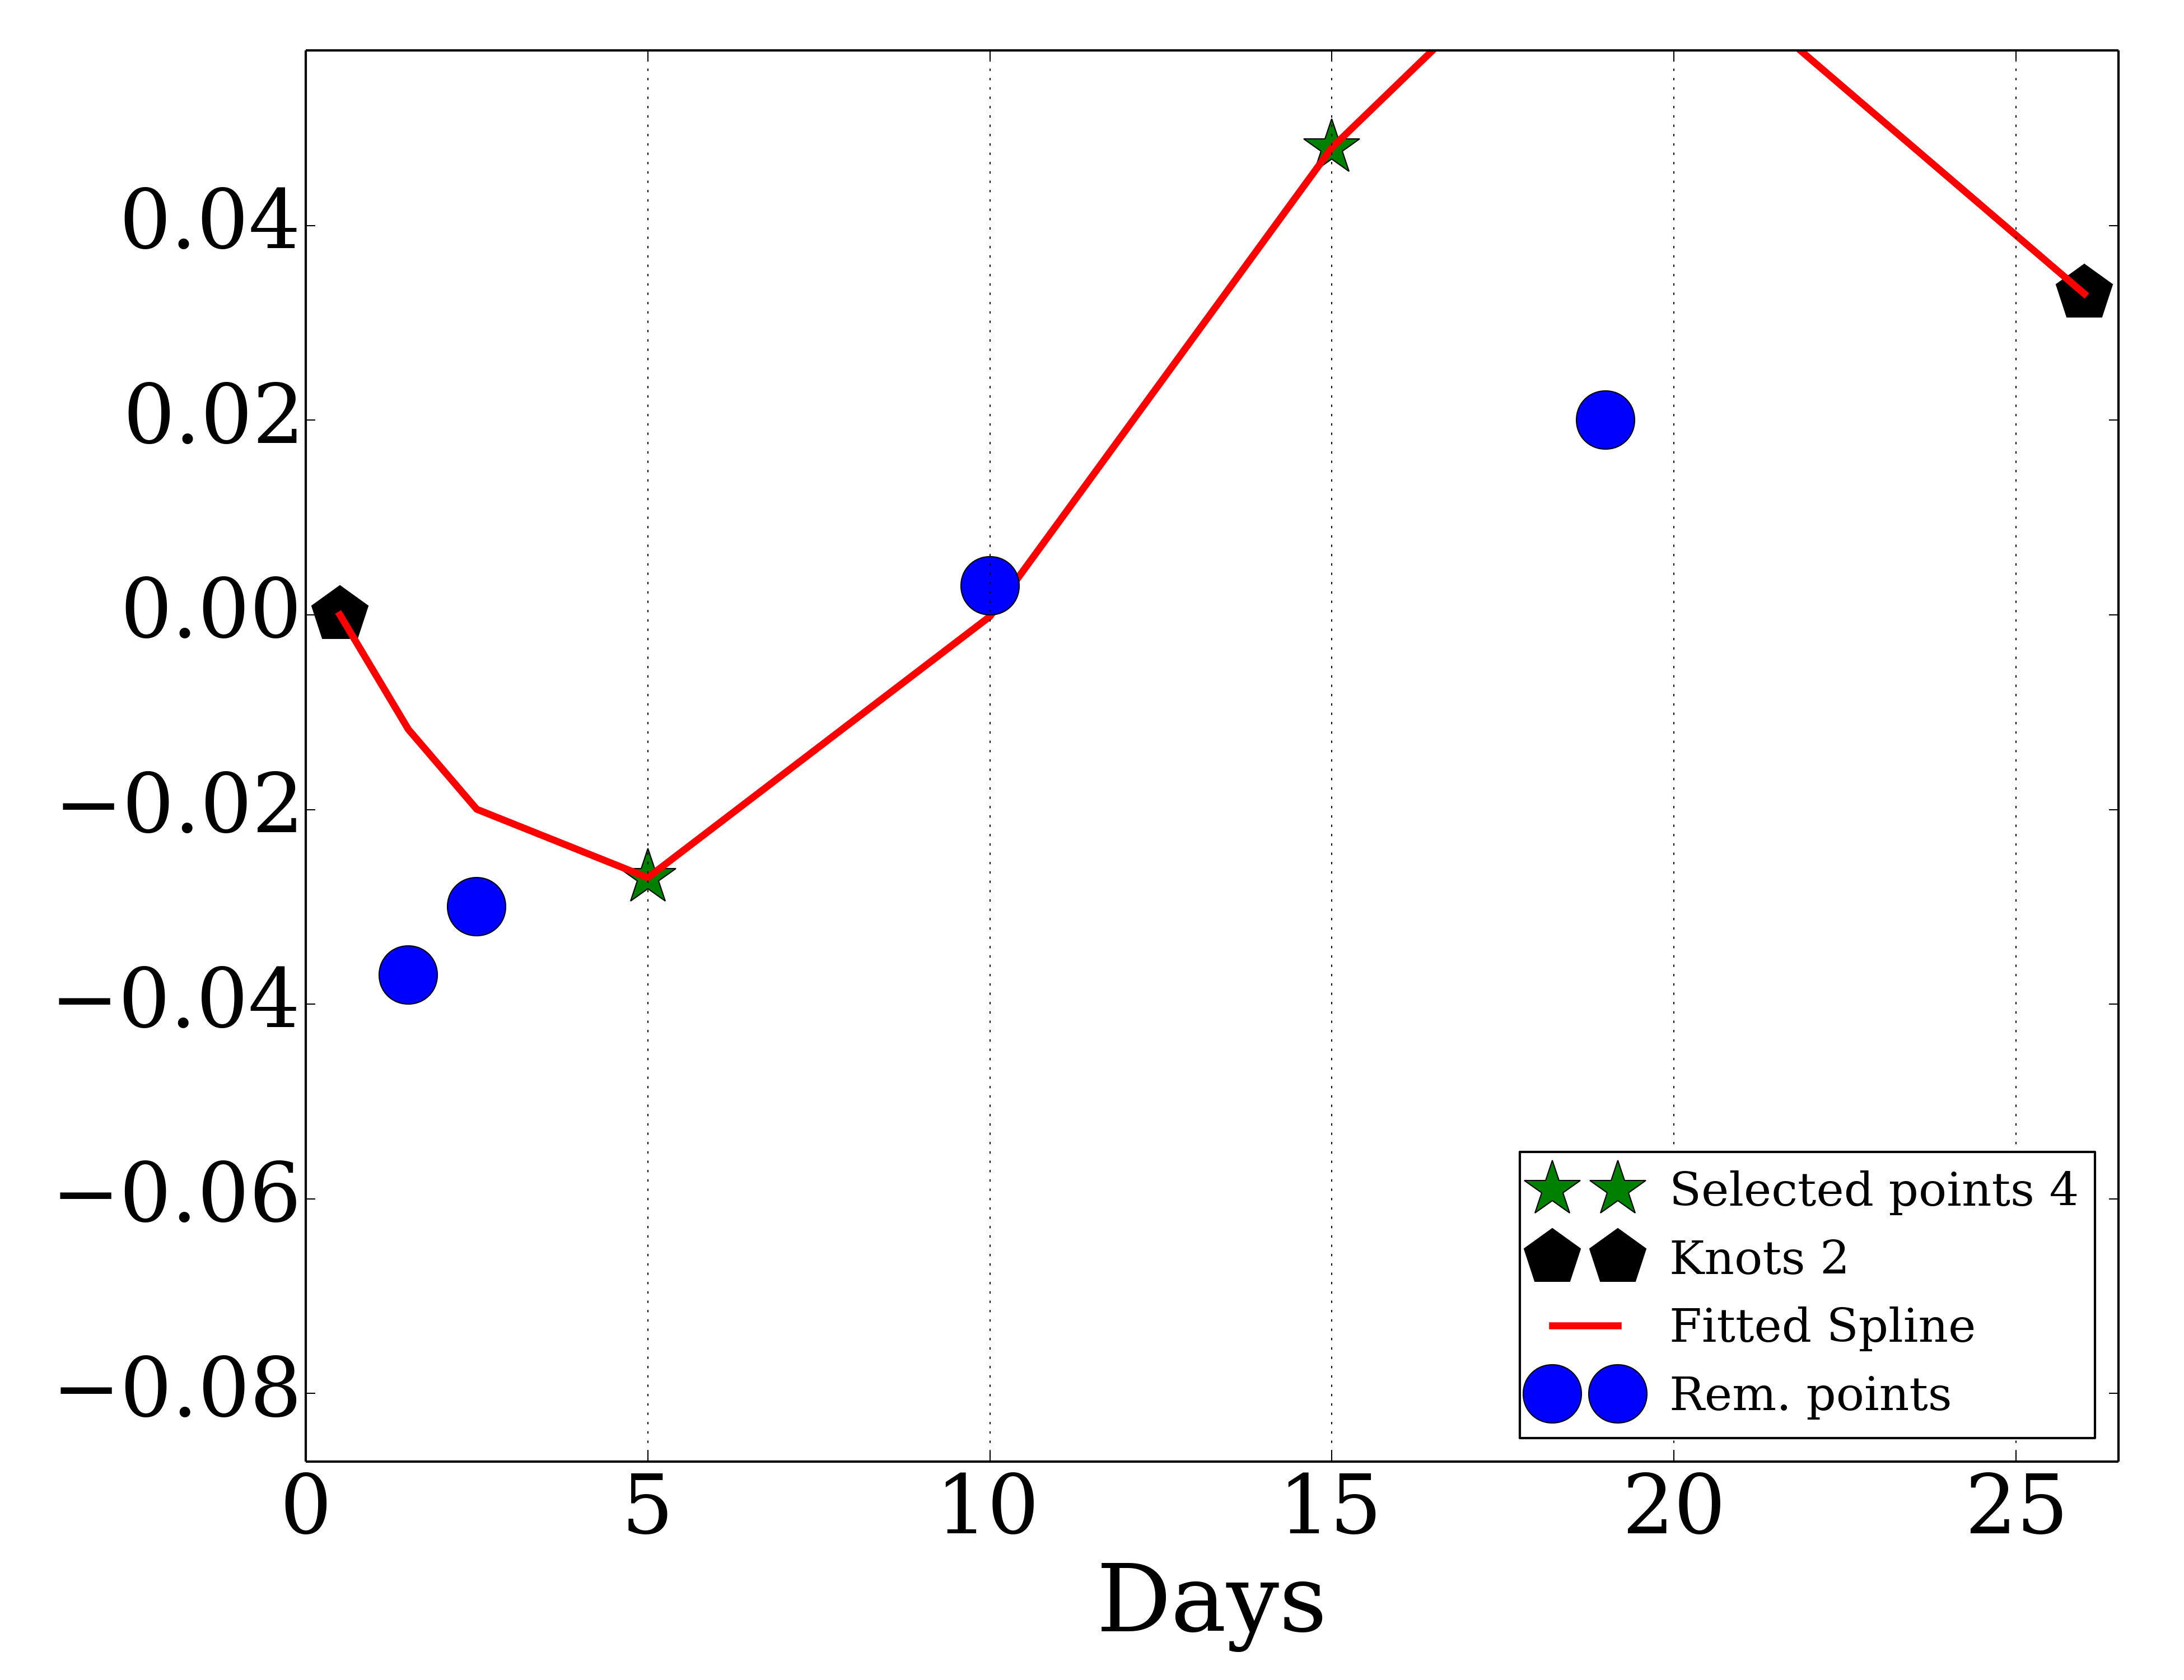 0.04
0.02
0.00
−0.02
−0.04
−0.06
−0.08
Selected points 4
Knots 2
Fitted Spline
Rem. points
0 5 10 15 20 25
Days